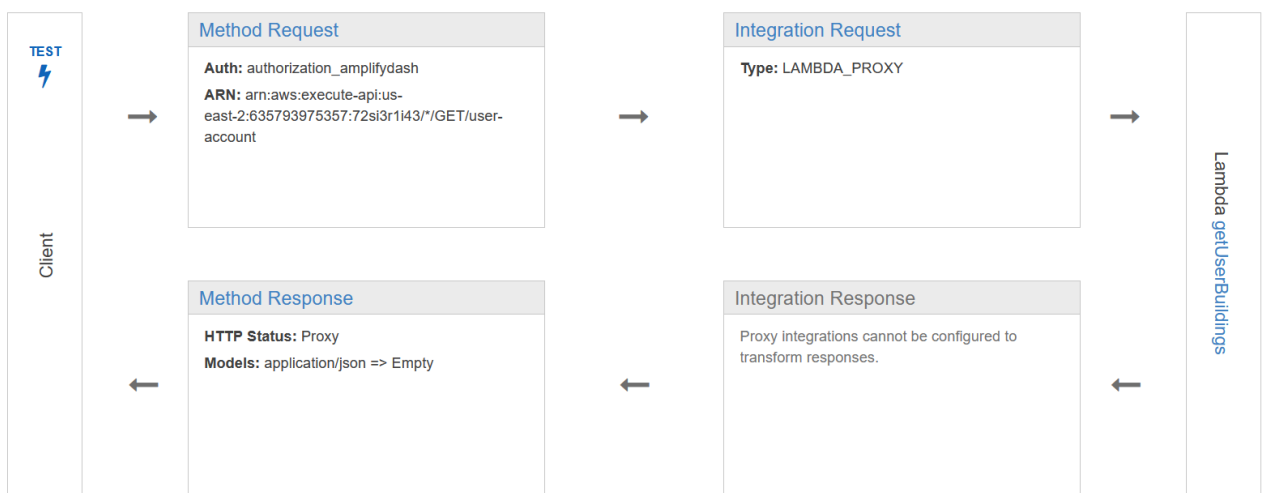 TEST
Client
Method Request
Auth: authorization_amplifydash
ARN: arn:aws:execute-api:us-
east-2:635793975357:72si3r1i43/*/GET/user-
account
Integration Request
Type: LAMBDA_PROXY
Lambda getUserBuildings
Method Response
HTTP Status: Proxy
Models: application/json => Empty
Integration Response
Proxy integrations cannot be configured to
transform responses.